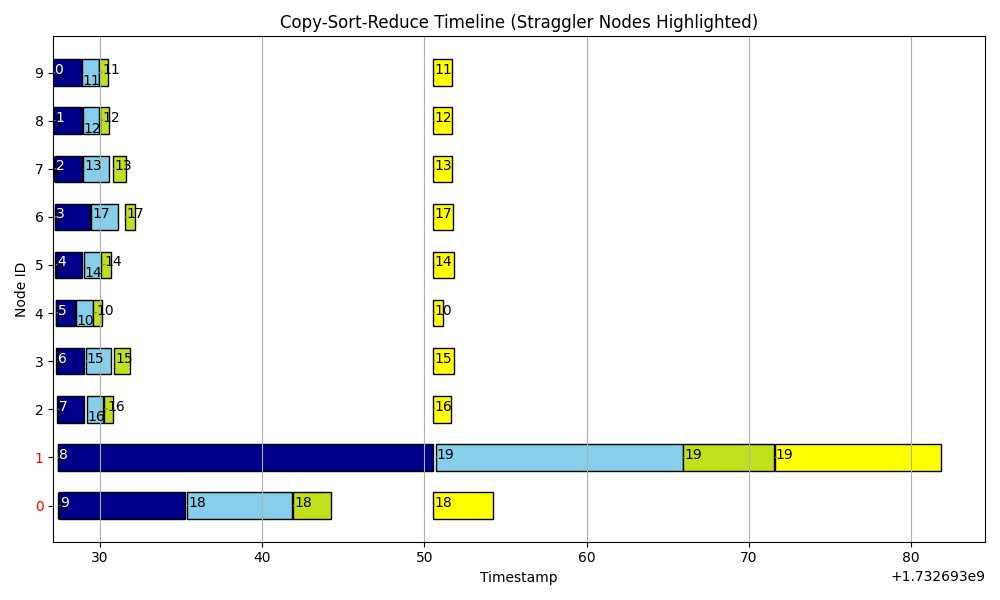 Copy-Sort-Reduce Timeline (Straggler Nodes Highlighted)
9 0 11 11 11
8 1 12 12 12
7 2 13 13 13
6 3 17 17 17
5 4 14 14 14
4 5 10 10 10
3 6 15 15 15
2 7 16 16 16
1 8 19 19 19
0 9 18 18 18
Node ID
30 40 50 60 70 80
Timestamp
+1.732693e9